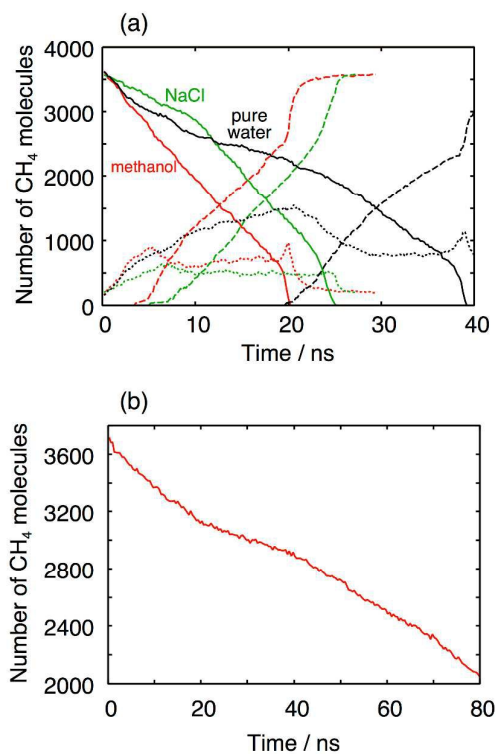 (a)
Number of CH4 molecules
4000
3000
2000
1000
0
NaCl
pure
water
methanol
0 10 20 30 40
Time / ns
(b)
Number of CH4 molecules
3600
3200
2800
2400
2000
0 20 40 60 80
Time / ns